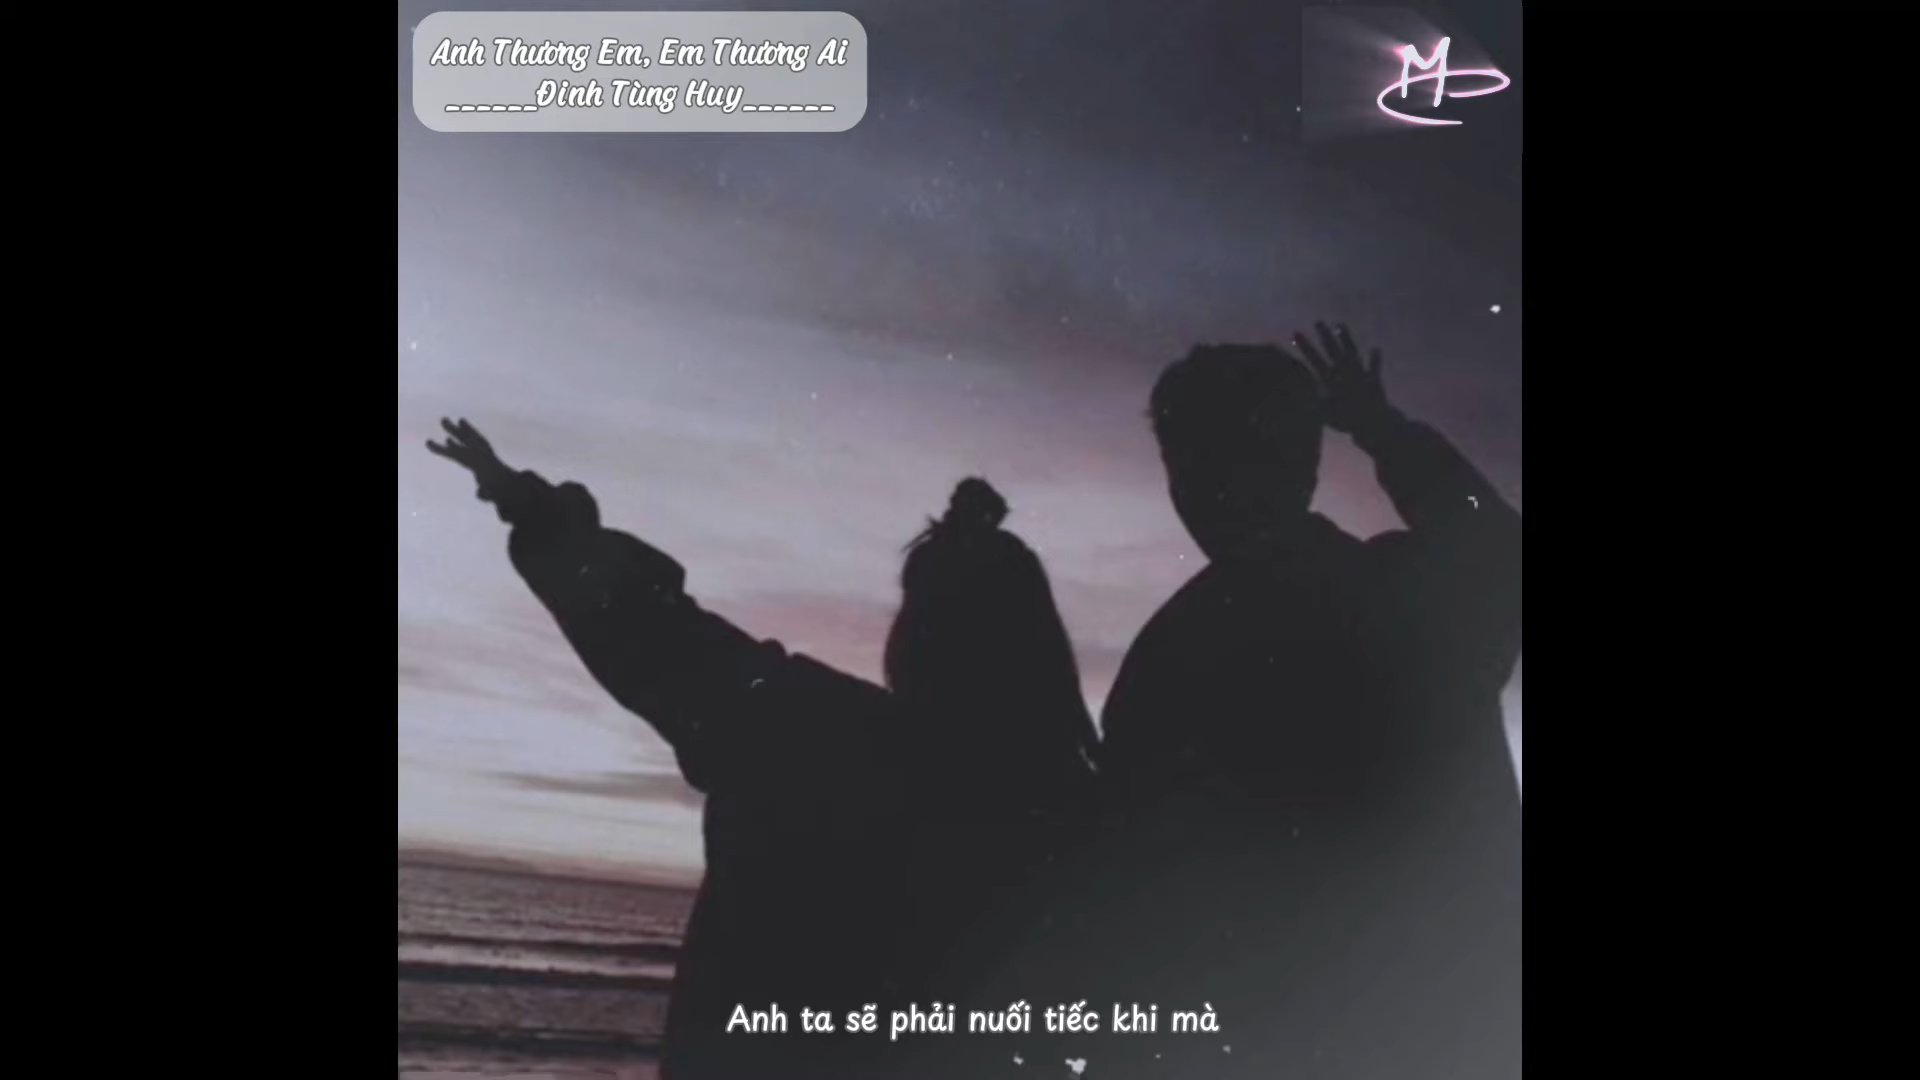 Anh Thương Em, Em Thương Ai
______Đinh Tùng Huy______
M
Anh ta sẽ phải nuối tiếc khi mà